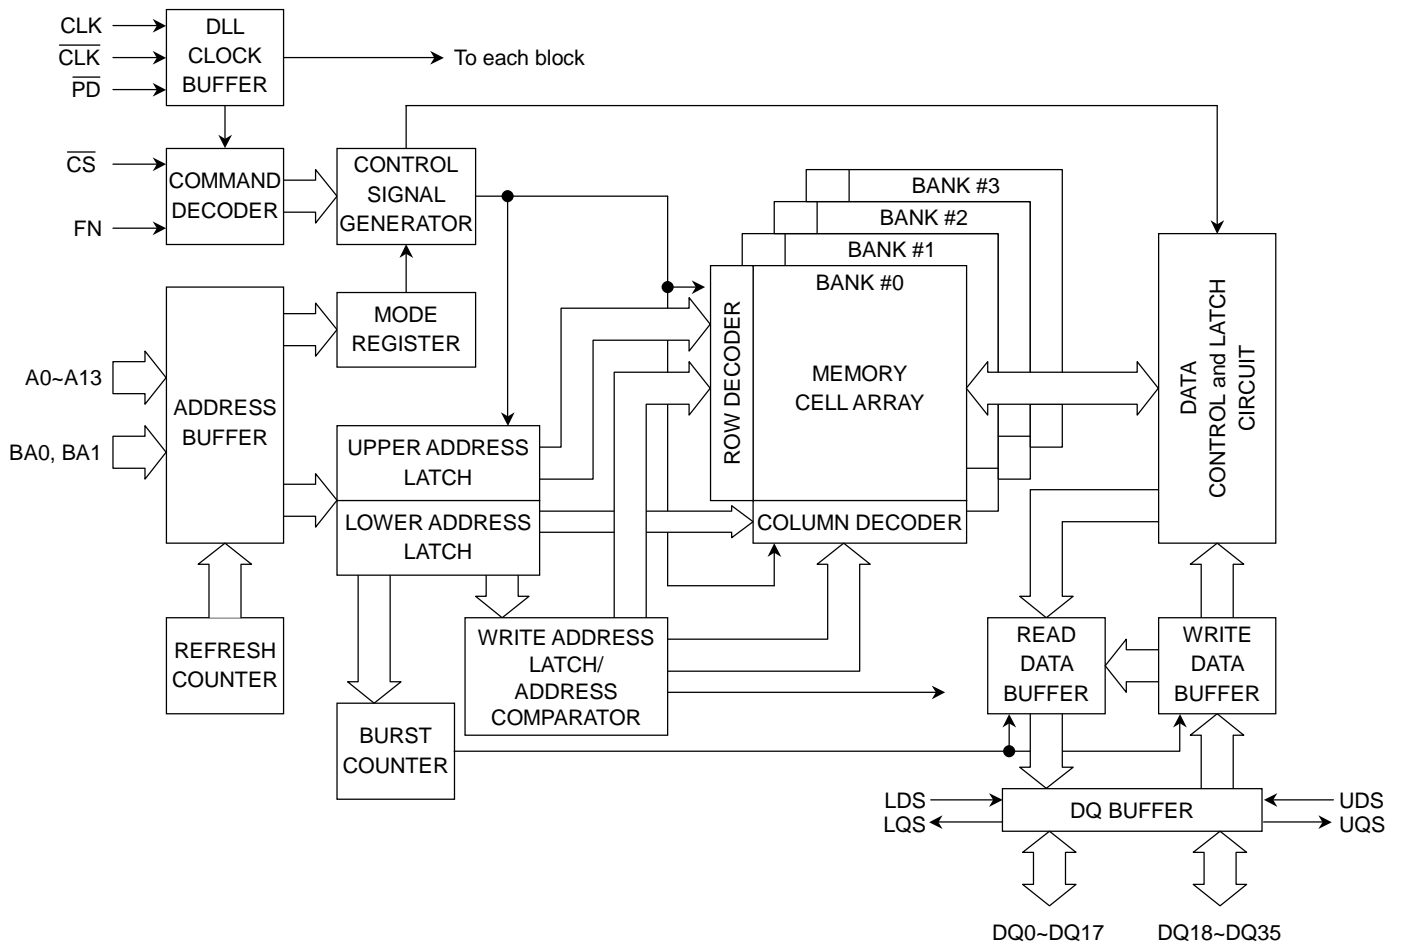 CLK
CLK
PD
DLL
CLOCK
BUFFER
To each block
CS
FN
COMMAND
DECODER
CONTROL
SIGNAL
GENERATOR
BANK #3
BANK #2
BANK #1
BANK #0
MODE
REGISTER
A0~A13
BA0, BA1
ADDRESS
BUFFER
ROW DECODER
MEMORY
CELL ARRAY
DATA
CONTROL and LATCH
CIRCUIT
UPPER ADDRESS
LATCH
LOWER ADDRESS
LATCH
COLUMN DECODER
REFRESH
COUNTER
WRITE ADDRESS
LATCH/
ADDRESS
COMPARATOR
READ
DATA
BUFFER
WRITE
DATA
BUFFER
BURST
COUNTER
LDS
LQS
DQ BUFFER
UDS
UQS
DQ0~DQ17
DQ18~DQ35